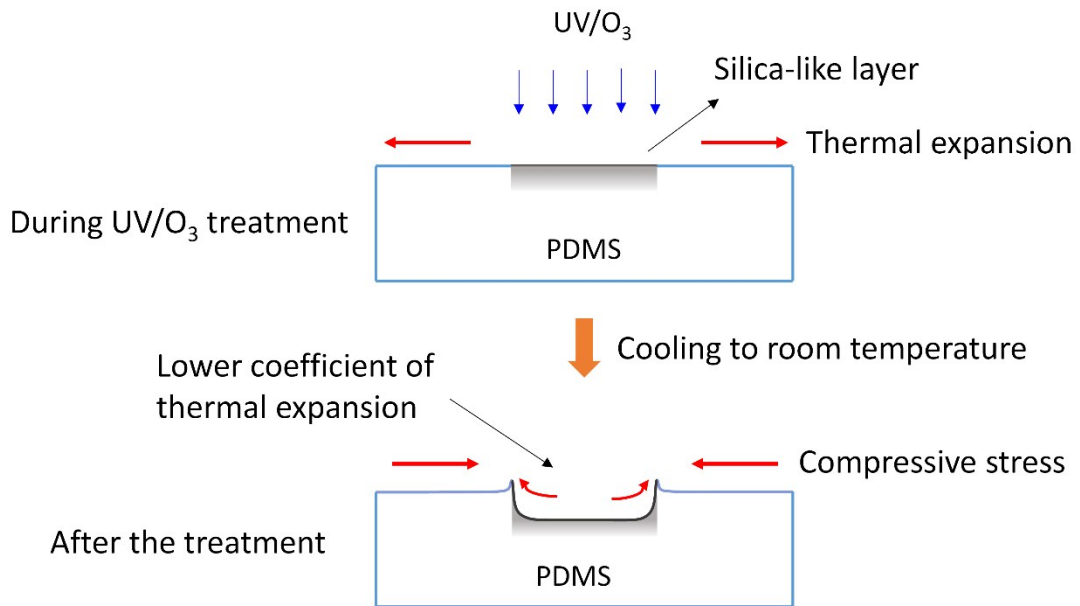 UV/O₃
Silica-like layer
Thermal expansion
During UV/O₃ treatment
PDMS
Cooling to room temperature
Lower coefficient of
thermal expansion
Compressive stress
After the treatment
PDMS